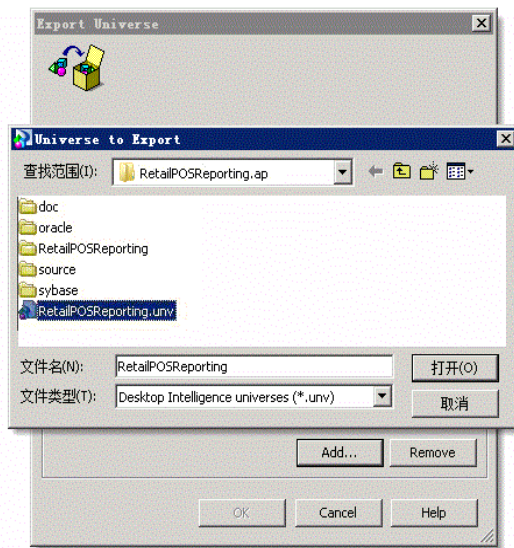 Export Universe
Universe to Export
查找范围(I): RetailPOSReporting.ap
doc
oracle
RetailPOSReporting
source
sybase
RetailPOSReporting.unv
文件名(N): RetailPOSReporting 打开(O)
文件类型(T): Desktop Intelligence universes (*.unv) 取消
Add... Remove
OK Cancel Help